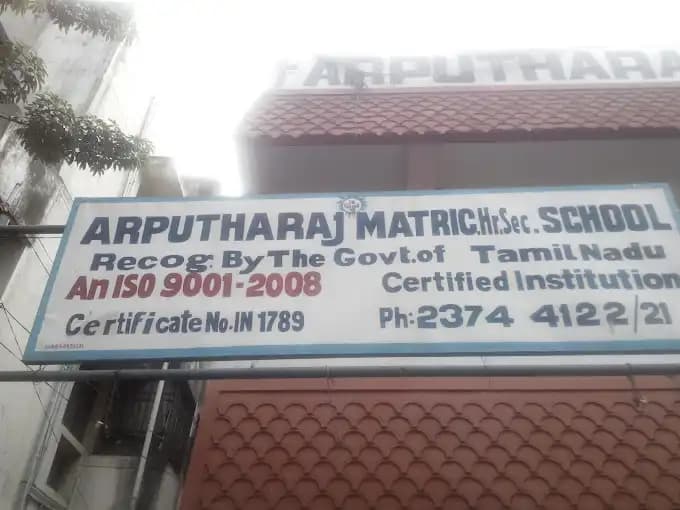 ARPUTHARA
ARPUTHARAJ MATRIC.Hr.Sec. SCHOOL
Recog. By The Govt.of Tamil Nadu
An ISO 9001-2008 Certified Institution
Certificate No.IN 1789 Ph:2374 4122/21